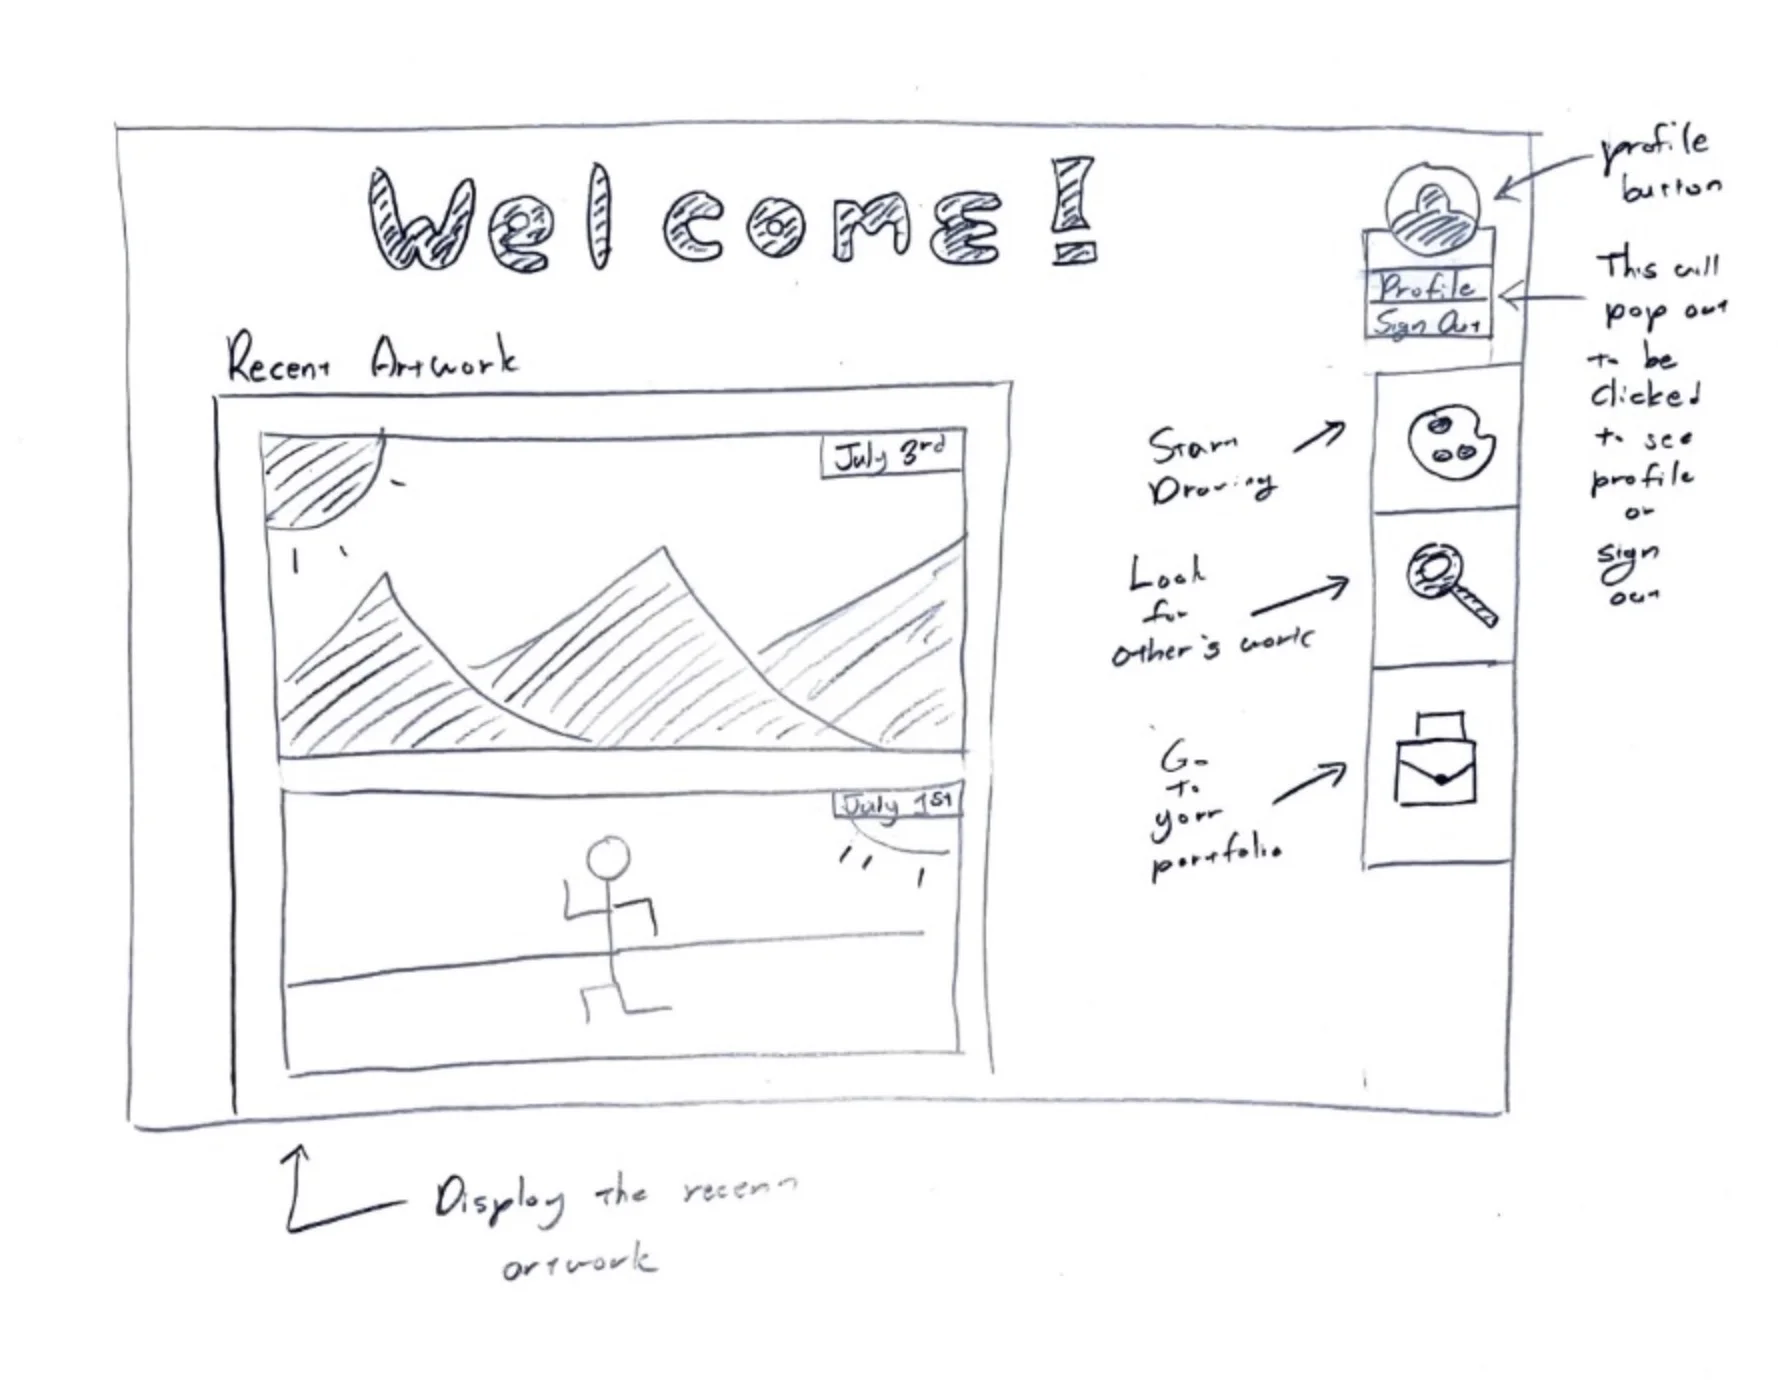 Welcome!
profile
button
This will
pop out
to be
clicked
to see
profile
or
sign
out
Profile
Sign Out
Recent Artwork
July 3rd
Start
Drawing
Look
for
other's work
Go
to
your
portfolio
July 1st
Display the recent
artwork